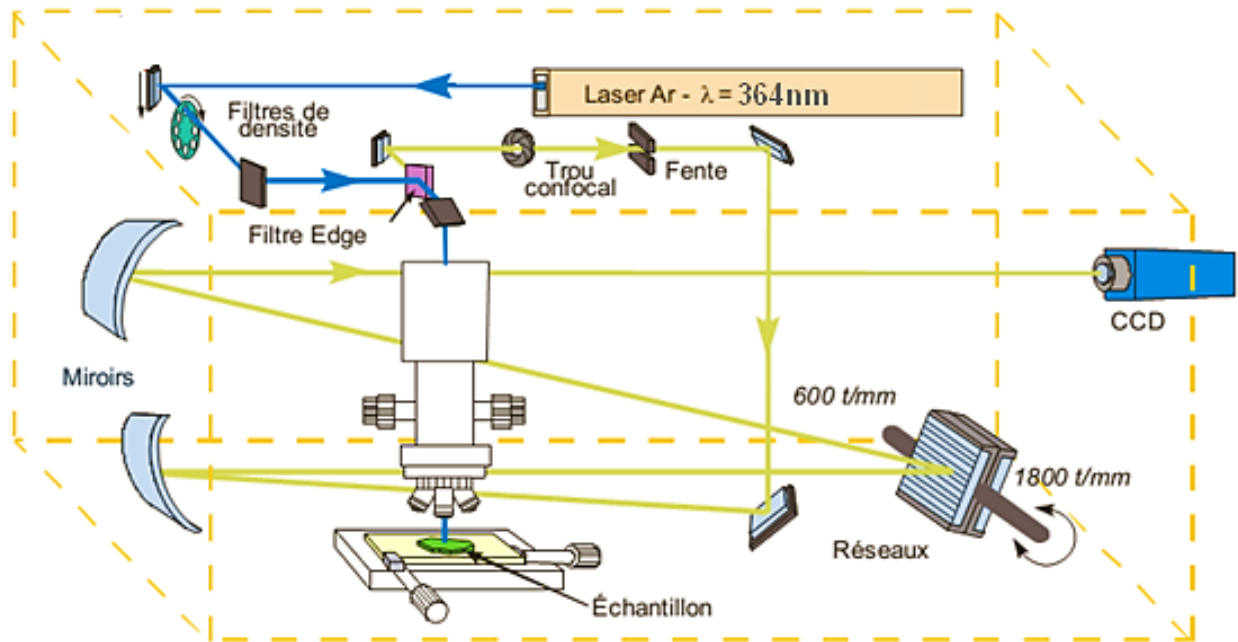 Laser Ar - λ = 364nm
Filtres de
densité
Trou
confocal
Fente
Filtre Edge
CCD
Miroirs
600 t/mm
1800 t/mm
Réseaux
Échantillon